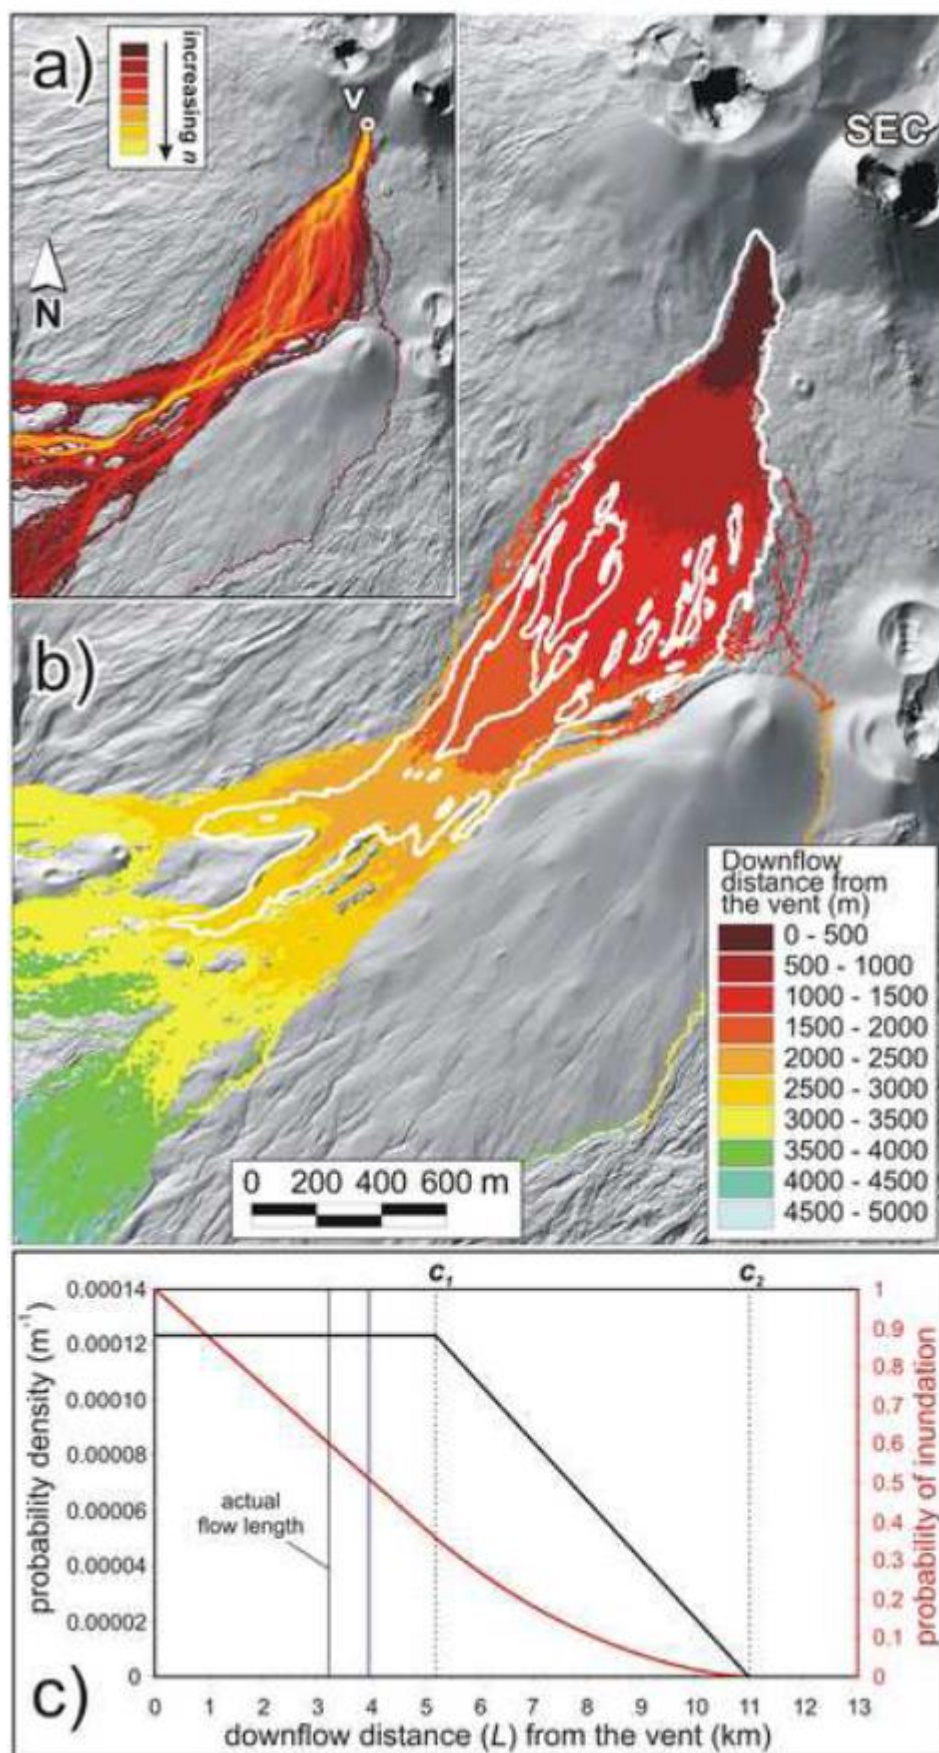 a)
increasing n
V
N
SEC
b)
Downflow
distance from
the vent (m)
0 - 500
500 - 1000
1000 - 1500
1500 - 2000
2000 - 2500
2500 - 3000
3000 - 3500
3500 - 4000
4000 - 4500
4500 - 5000
0 200 400 600 m
c₁ c₂
0.00014
0.00012
0.00010
0.00008
0.00006
0.00004
0.00002
0
probability density (m⁻¹)
actual
flow length
1
0.9
0.8
0.7
0.6
0.5
0.4
0.3
0.2
0.1
0
probability of inundation
0 1 2 3 4 5 6 7 8 9 10 11 12 13
downflow distance (L) from the vent (km)
c)